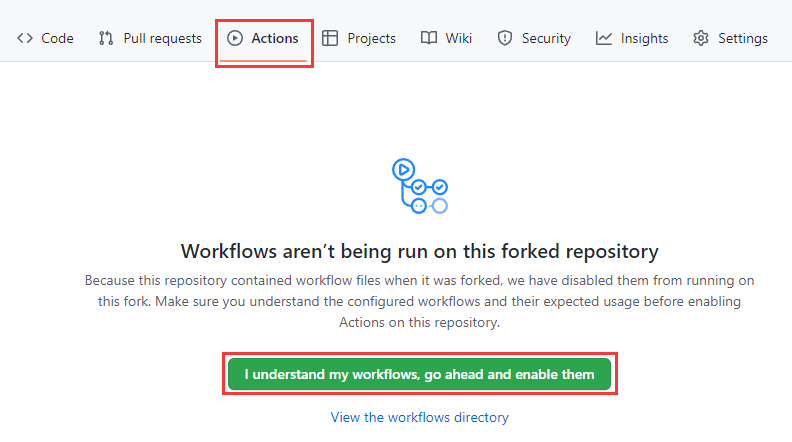 Code Pull requests Actions Projects Wiki Security Insights Settings
Workflows aren’t being run on this forked repository
Because this repository contained workflow files when it was forked, we have disabled them from running on
this fork. Make sure you understand the configured workflows and their expected usage before enabling
Actions on this repository.
I understand my workflows, go ahead and enable them
View the workflows directory